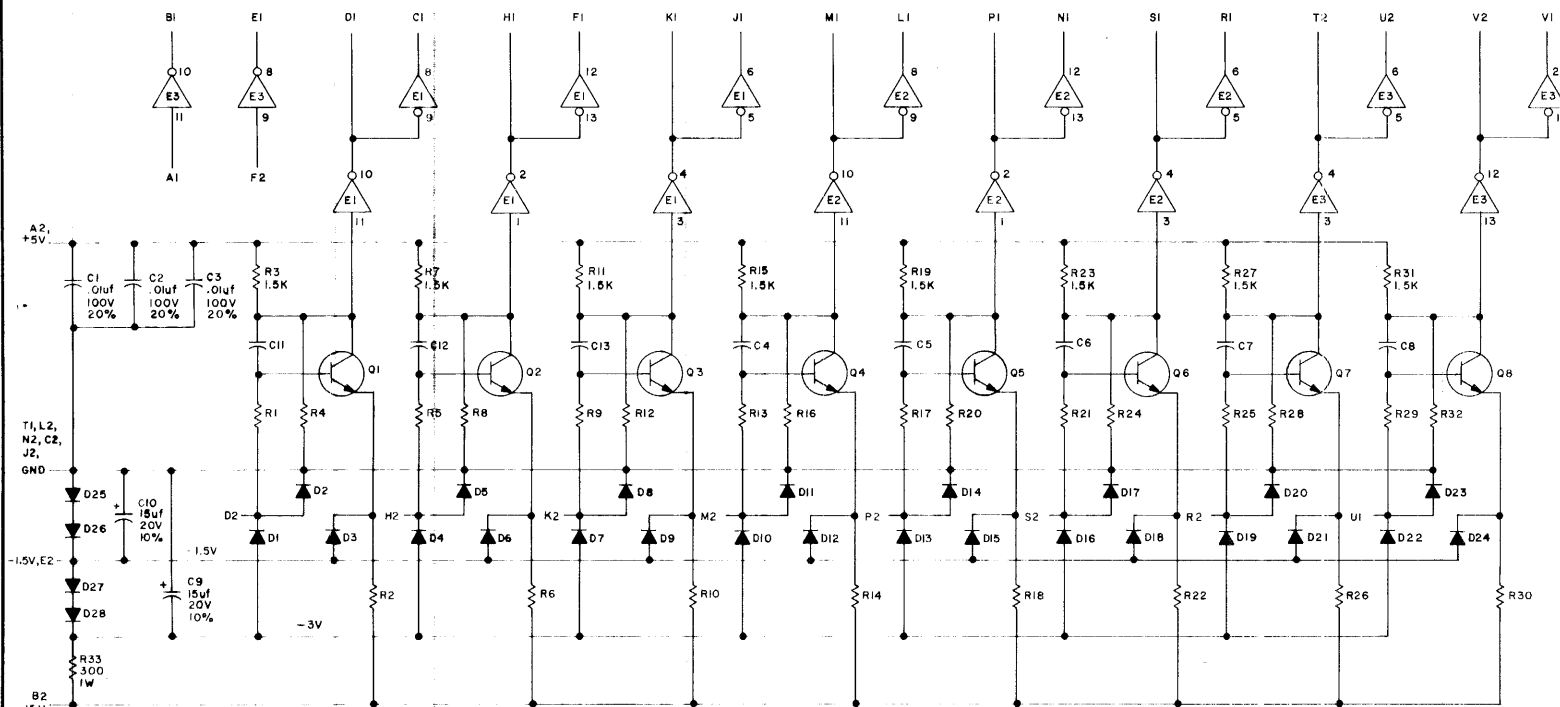 B1 E1 D1 C1 H1 F1 K1 J1 M1 L1 P1 N1 S1 R1 T2 U2 V2 V1
10 8 8 12 6 8 12 6 6 2
E3 E3 E1 E1 E1 E2 E2 E2 E3 E3
11 9 9 13 5 9 13 5 5 1
A1 F2
10 2 4 10 2 4 4 12
E1 E1 E1 E2 E2 E2 E3 E3
11 1 3 11 1 3 3 13
A2,
+5V
C1 C2 C3 R3 R7 R11 R15 R19 R23 R27 R31
.01uf .01uf .01uf 1.5K 1.5K 1.5K 1.5K 1.5K 1.5K 1.5K 1.5K
100V 100V 100V
20% 20% 20%
C11 C12 C13 C4 C5 C6 C7 C8
Q1 Q2 Q3 Q4 Q5 Q6 Q7 Q8
R1 R4 R5 R8 R9 R12 R13 R16 R17 R20 R21 R24 R25 R28 R29 R32
T1, L2,
N2, C2,
J2,
GND
D25 D2 D5 D8 D11 D14 D17 D20 D23
C10
15uf
20V
10%
+
D2 H2 K2 M2 P2 S2 R2 U1
D26 D1 D3 D4 D6 D7 D9 D10 D12 D13 D15 D16 D18 D19 D21 D22 D24
-1.5V, E2 -1.5V
D27
+ C9
15uf
20V
10%
D28
R2 R6 R10 R14 R18 R22 R26 R30
-3V
R33
300
1W
B2